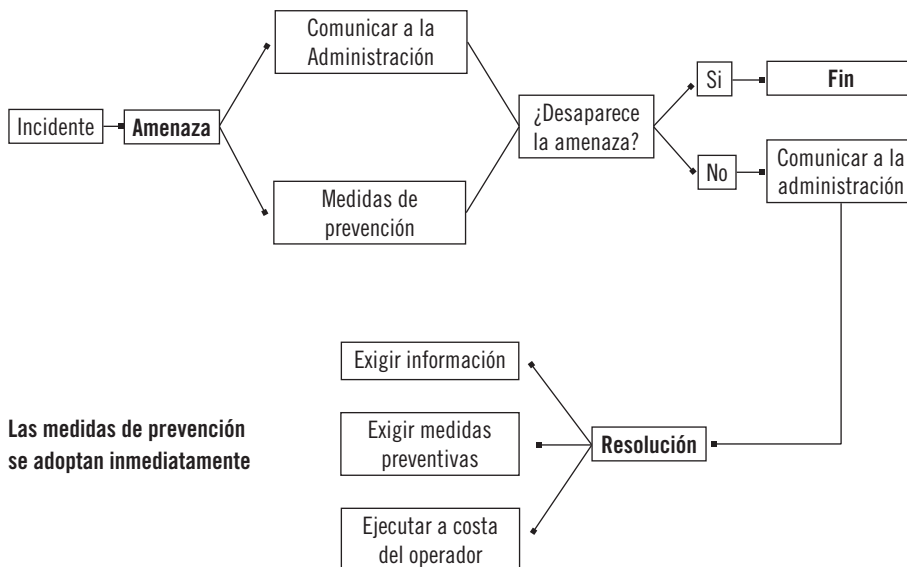 Comunicar a la
Administración
Incidente
Amenaza
Medidas de
prevención
¿Desaparece
la amenaza?
Si
Fin
No
Comunicar a la
administración
Exigir información
Exigir medidas
preventivas
Resolución
Ejecutar a costa
del operador
Las medidas de prevención
se adoptan inmediatamente